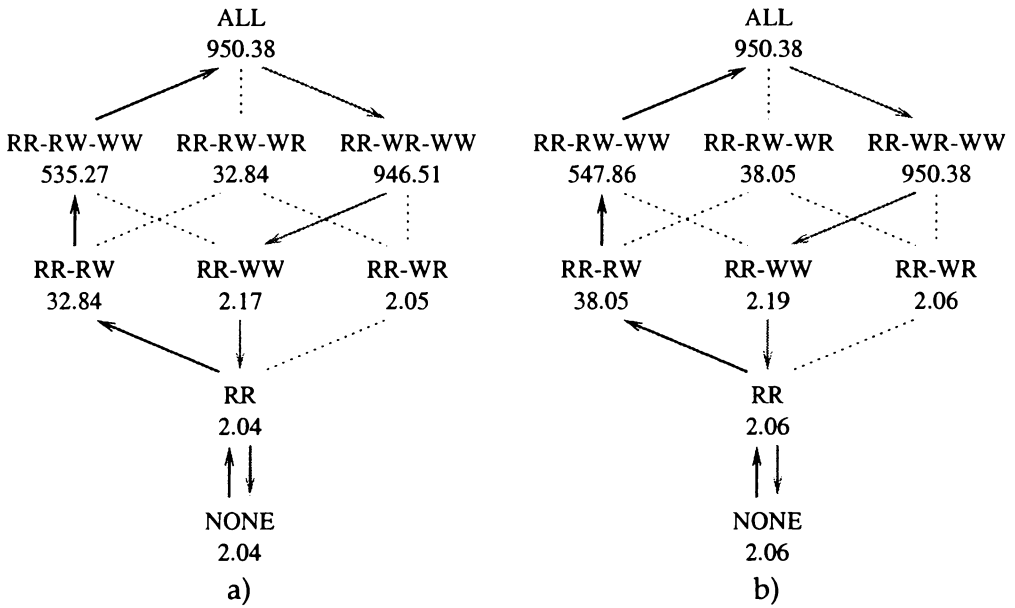 ALL
950.38
RR-RW-WW RR-RW-WR RR-WR-WW
535.27 32.84 946.51
RR-RW RR-WW RR-WR
32.84 2.17 2.05
RR
2.04
NONE
2.04
a)
ALL
950.38
RR-RW-WW RR-RW-WR RR-WR-WW
547.86 38.05 950.38
RR-RW RR-WW RR-WR
38.05 2.19 2.06
RR
2.06
NONE
2.06
b)